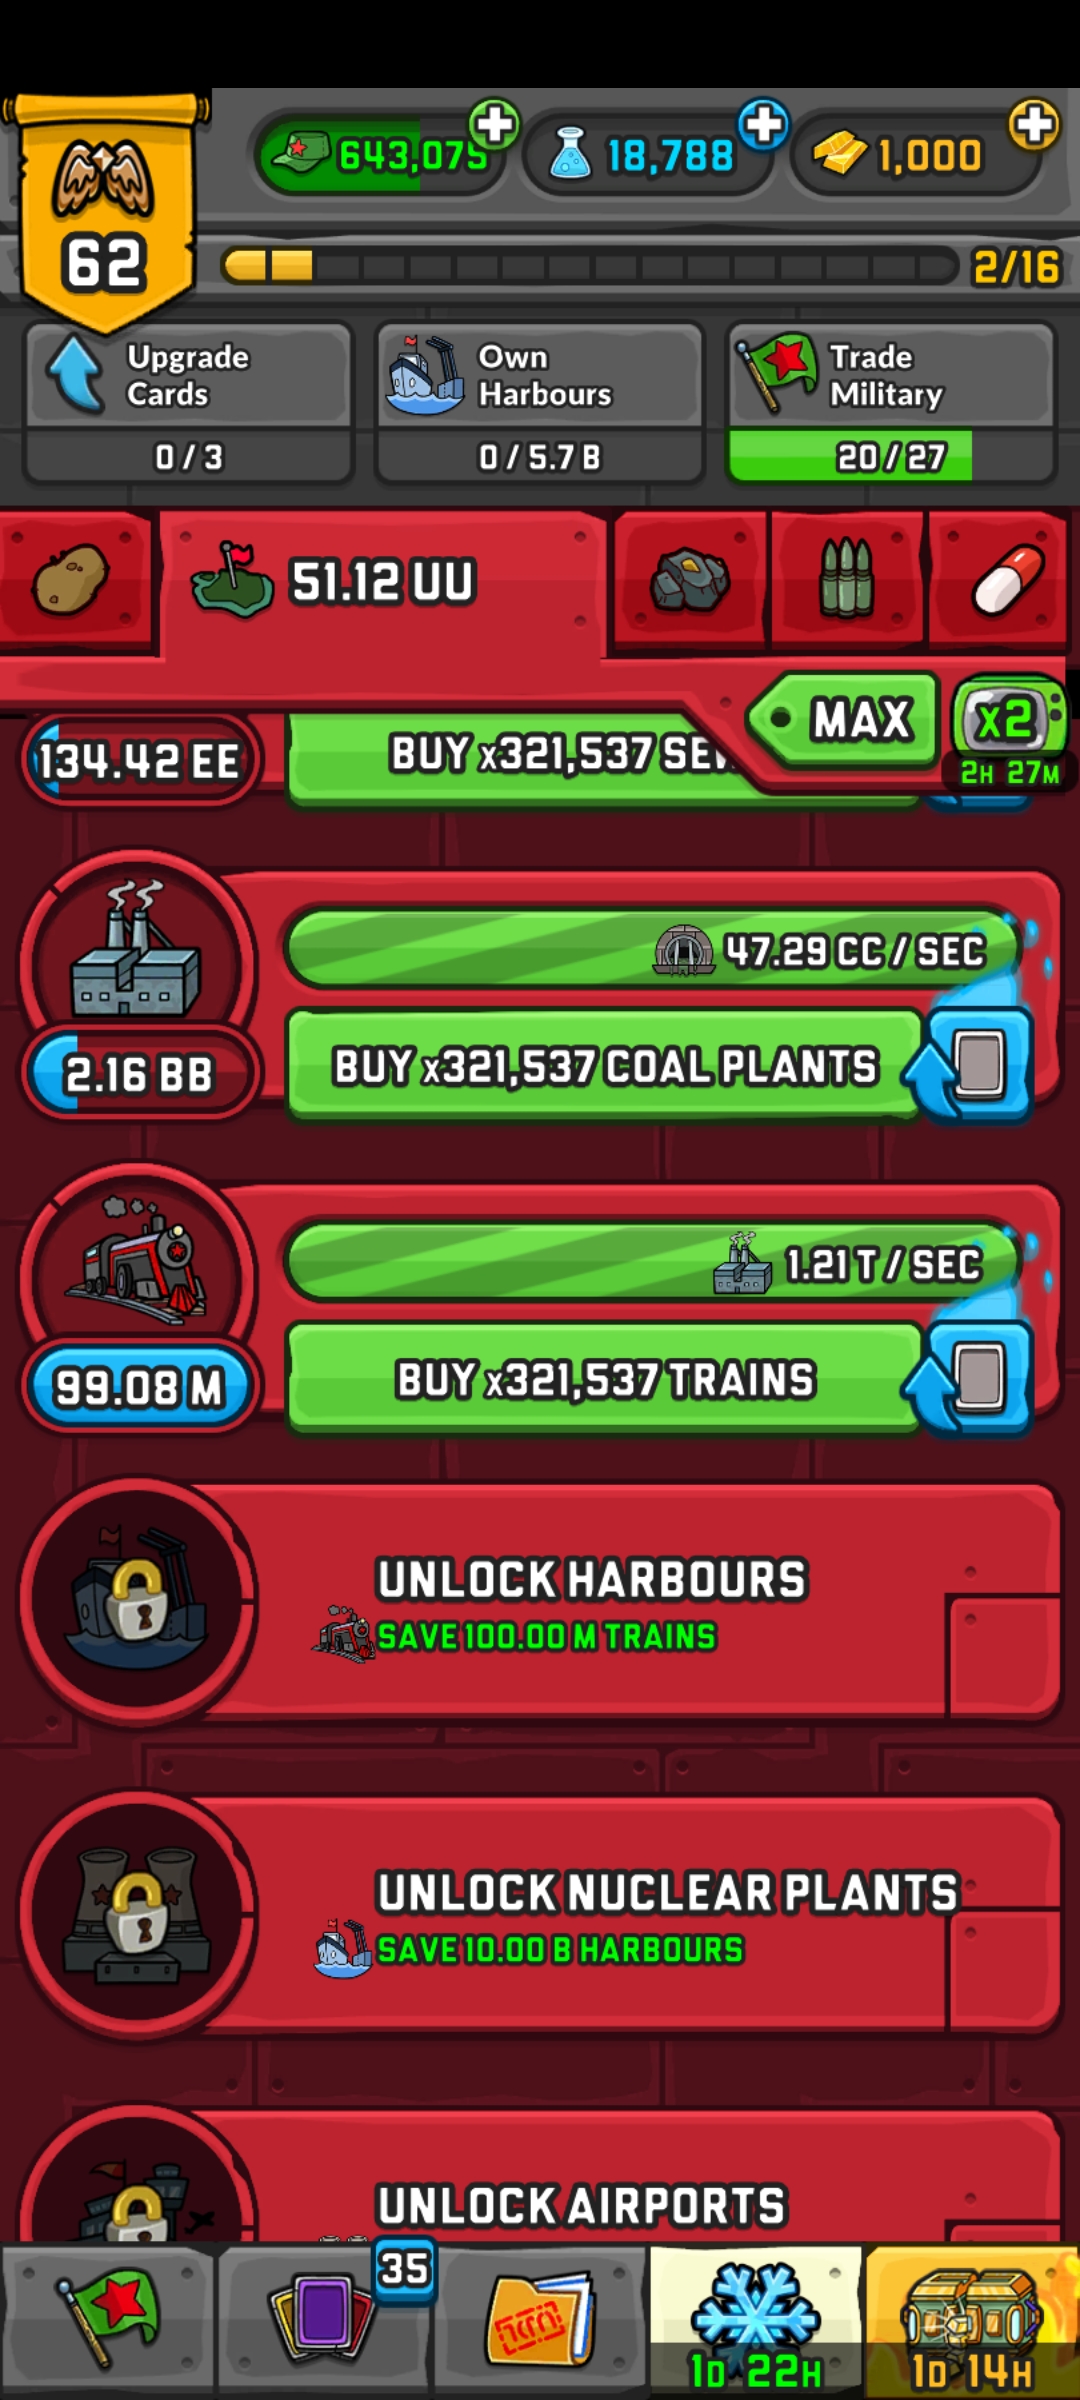 643,075
18,788
1,000
62
2/16
Upgrade
Cards
0 / 3
Own
Harbours
0 / 5.7 B
Trade
Military
20 / 27
51.12 UU
MAX
x2
2H 27M
134.42 EE
BUY x321,537
47.29 CC / SEC
2.16 BB
BUY x321,537 COAL PLANTS
1.21 T / SEC
99.08 M
BUY x321,537 TRAINS
UNLOCK HARBOURS
SAVE 100.00 M TRAINS
UNLOCK NUCLEAR PLANTS
SAVE 10.00 B HARBOURS
UNLOCK AIRPORTS
35
1D 22H
1D 14H